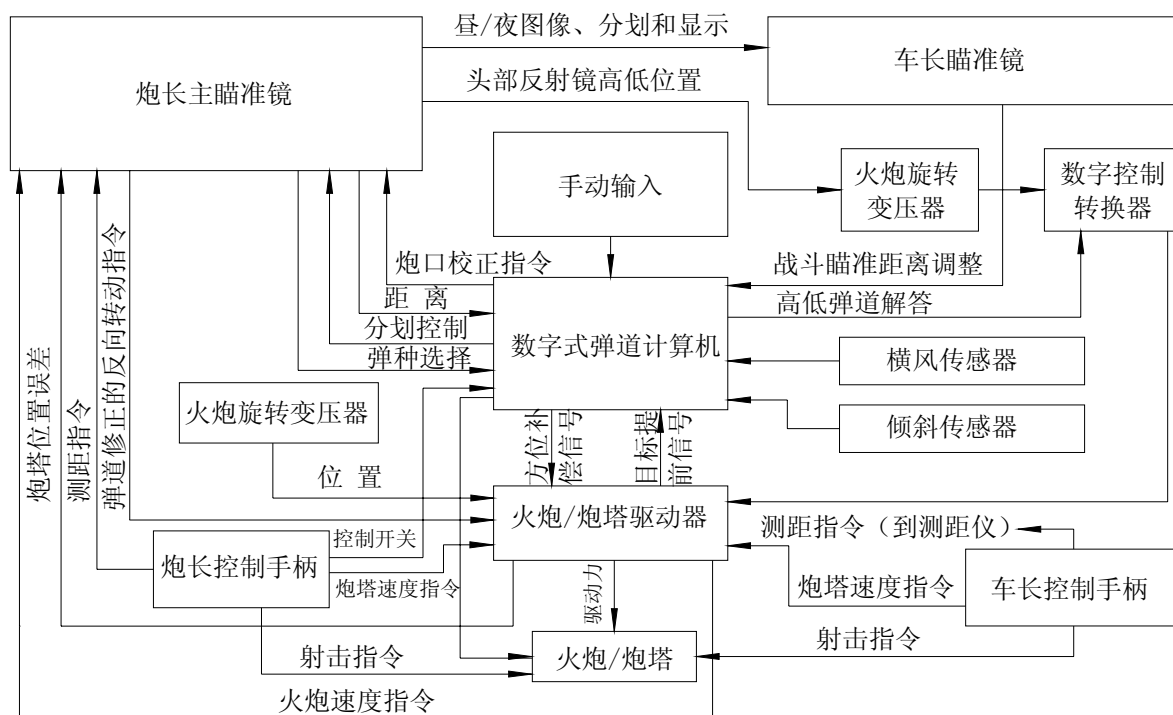 昼/夜图像、分划和显示
炮长主瞄准镜
车长瞄准镜
头部反射镜高低位置
手动输入
火炮旋转
变压器
数字控制
转换器
炮口校正指令
战斗瞄准距离调整
距 离
高低弹道解答
分划控制
数字式弹道计算机
弹种选择
横风传感器
火炮旋转变压器
倾斜传感器
炮塔位置误差
测距指令
弹道修正的反向转动指令
方位补
偿信号
目标提
前信号
位 置
火炮/炮塔驱动器
控制开关
测距指令（到测距仪）
炮长控制手柄
炮塔速度指令
炮塔速度指令
车长控制手柄
驱动力
射击指令
火炮/炮塔
射击指令
火炮速度指令